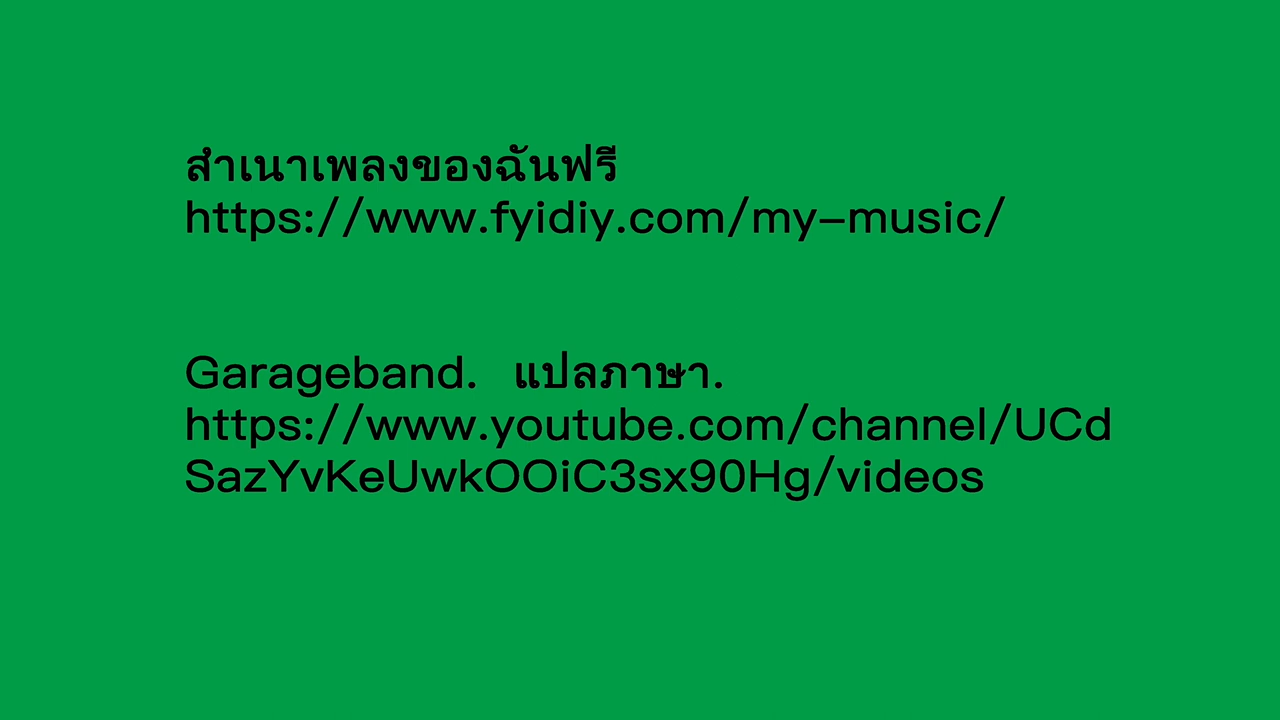 สำเนาเพลงของฉันฟรี
https://www.fyidiy.com/my-music/
Garageband. แปลภาษา.
https://www.youtube.com/channel/UCd
SazYvKeUwkOOiC3sx90Hg/videos